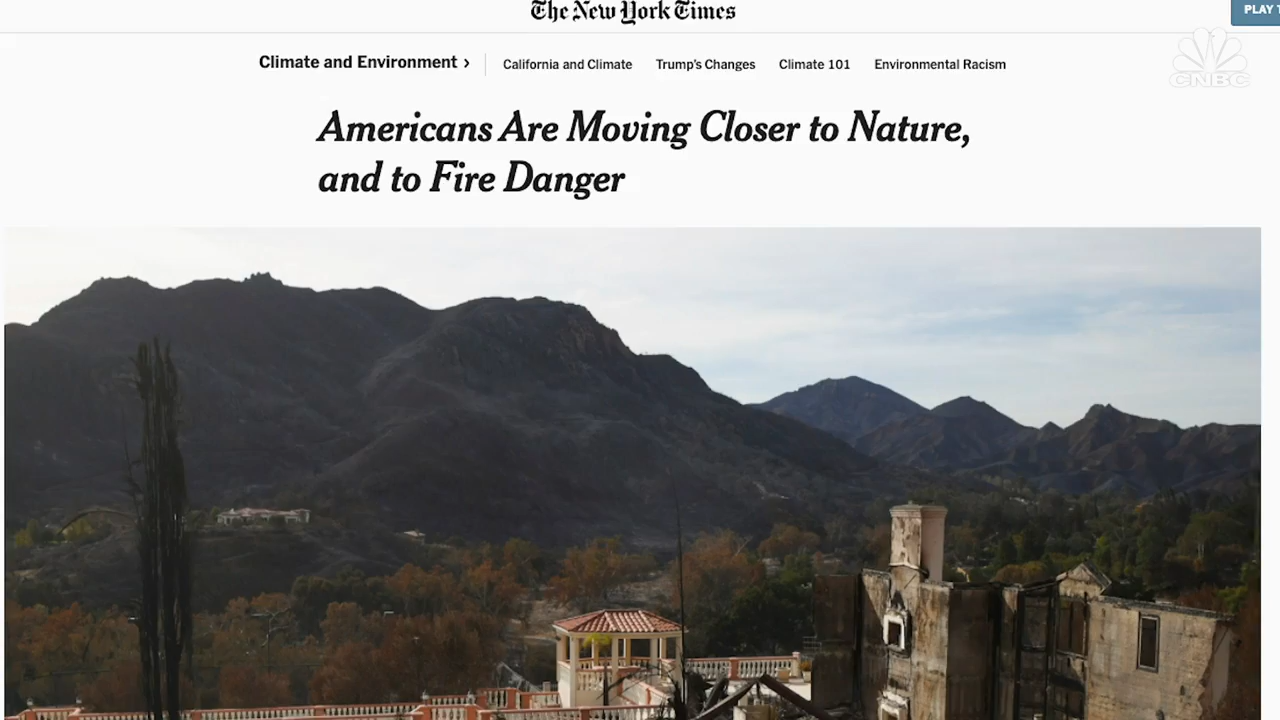 The New York Times
PLAY T
CNBC
Climate and Environment ›
California and Climate
Trump's Changes
Climate 101
Environmental Racism
Americans Are Moving Closer to Nature,
and to Fire Danger